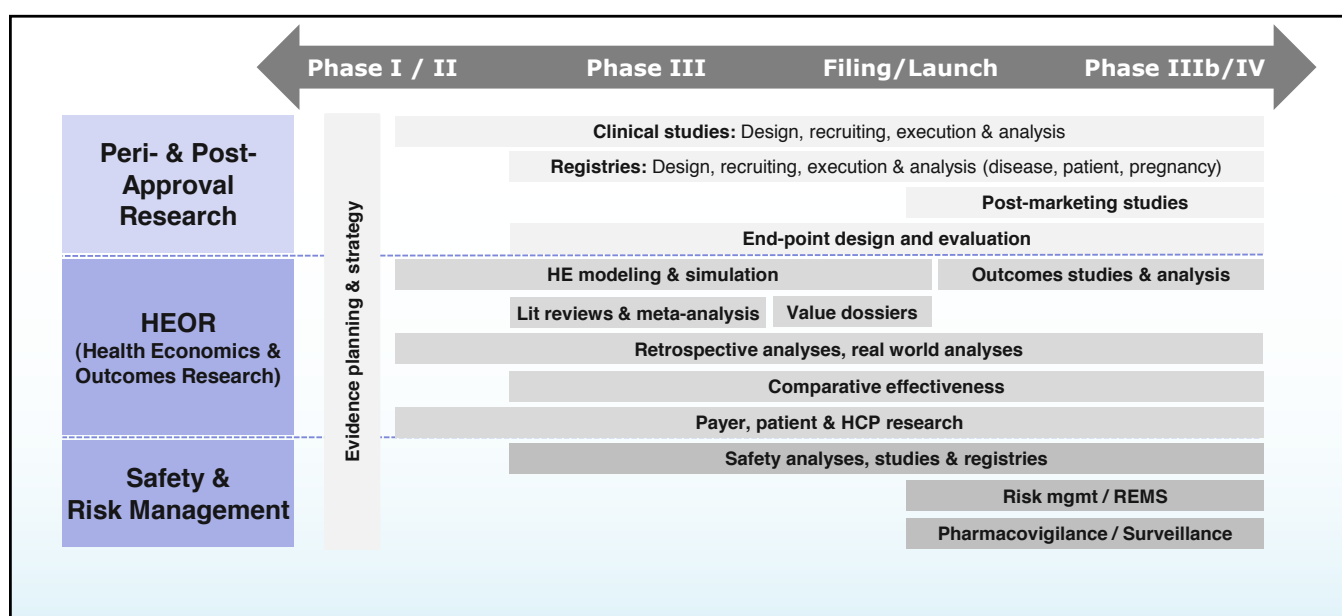 Phase I / II
Phase III
Filing/Launch
Phase IIIb/IV
Peri- & Post-
Approval
Research
Evidence planning & strategy
Clinical studies: Design, recruiting, execution & analysis
Registries: Design, recruiting, execution & analysis (disease, patient, pregnancy)
Post-marketing studies
End-point design and evaluation
HEOR
(Health Economics &
Outcomes Research)
HE modeling & simulation
Outcomes studies & analysis
Lit reviews & meta-analysis
Value dossiers
Retrospective analyses, real world analyses
Comparative effectiveness
Payer, patient & HCP research
Safety &
Risk Management
Safety analyses, studies & registries
Risk mgmt / REMS
Pharmacovigilance / Surveillance